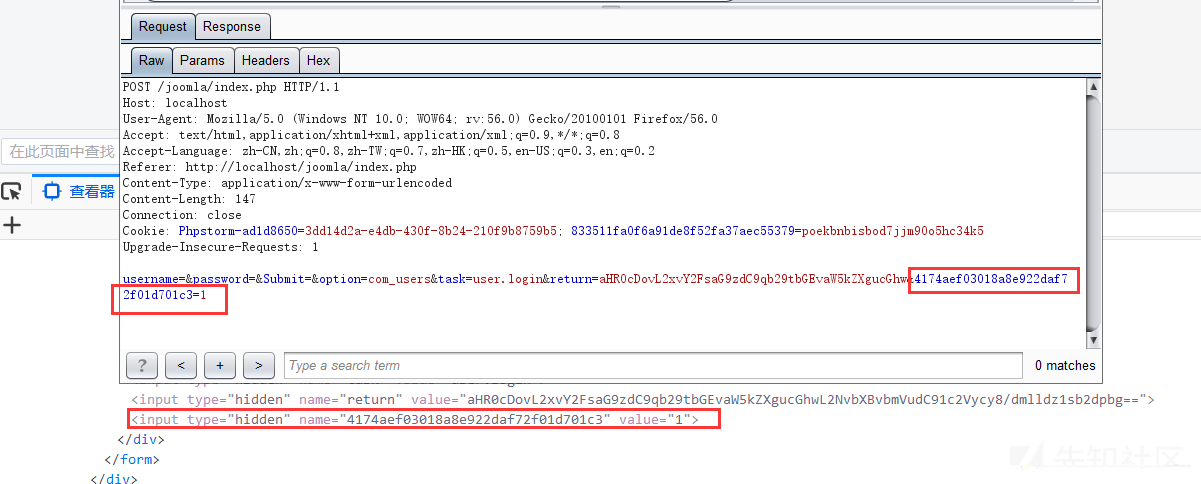 Request Response
Raw Params Headers Hex
POST /joomla/index.php HTTP/1.1
Host: localhost
User-Agent: Mozilla/5.0 (Windows NT 10.0; WOW64; rv:56.0) Gecko/20100101 Firefox/56.0
Accept: text/html,application/xhtml+xml,application/xml;q=0.9,*/*;q=0.8
Accept-Language: zh-CN,zh;q=0.8,zh-TW;q=0.7,zh-HK;q=0.5,en-US;q=0.3,en;q=0.2
Referer: http://localhost/joomla/index.php
Content-Type: application/x-www-form-urlencoded
Content-Length: 147
Connection: close
Cookie: Phpstorm-ad1d8650=3dd14d2a-e4db-430f-8b24-210f9b8759b5; 833511fa0f6a91de8f52fa37aec55379=poekbnbisbod7jjm90o5hc34k5
Upgrade-Insecure-Requests: 1
username=&password=&Submit=&option=com_users&task=user.login&return=aHR0cDovL2xvY2FsaG9zdC9qb29tbGEvaW5kZXgucGhw&4174aef03018a8e922daf7
2f01d701c3=1
在此页面中查找
查看器
+
? < + > Type a search term 0 matches
<input type="hidden" name="return" value="aHR0cDovL2xvY2FsaG9zdC9qb29tbGEvaW5kZXgucGhwL2NvbXBvbmVudC91c2Vycy8/dmlldz1sb2dpbg==">
<input type="hidden" name="4174aef03018a8e922daf72f01d701c3" value="1">
</div>
</form>
</div>
先知社区